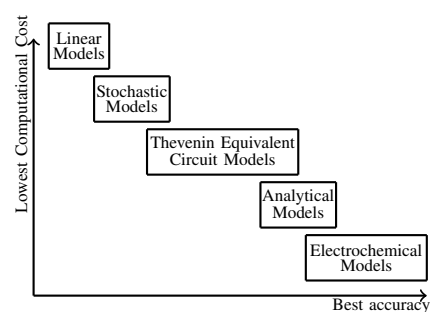 Lowest Computational Cost
Linear
Models
Stochastic
Models
Thevenin Equivalent
Circuit Models
Analytical
Models
Electrochemical
Models
Best accuracy